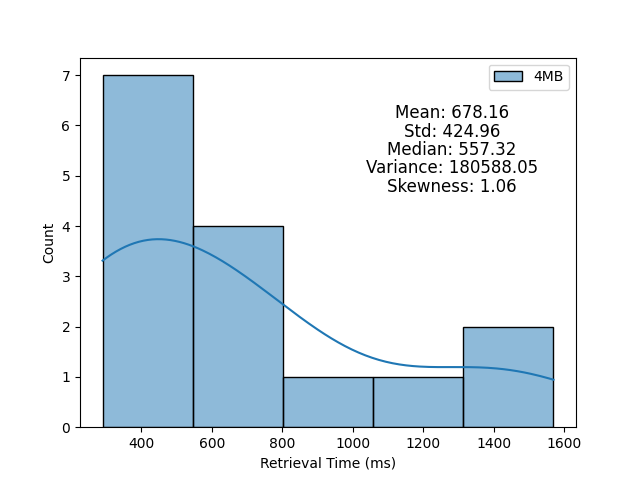 4MB
Mean: 678.16
Std: 424.96
Median: 557.32
Variance: 180588.05
Skewness: 1.06
7
6
5
4
3
2
1
0
Count
400 600 800 1000 1200 1400 1600
Retrieval Time (ms)